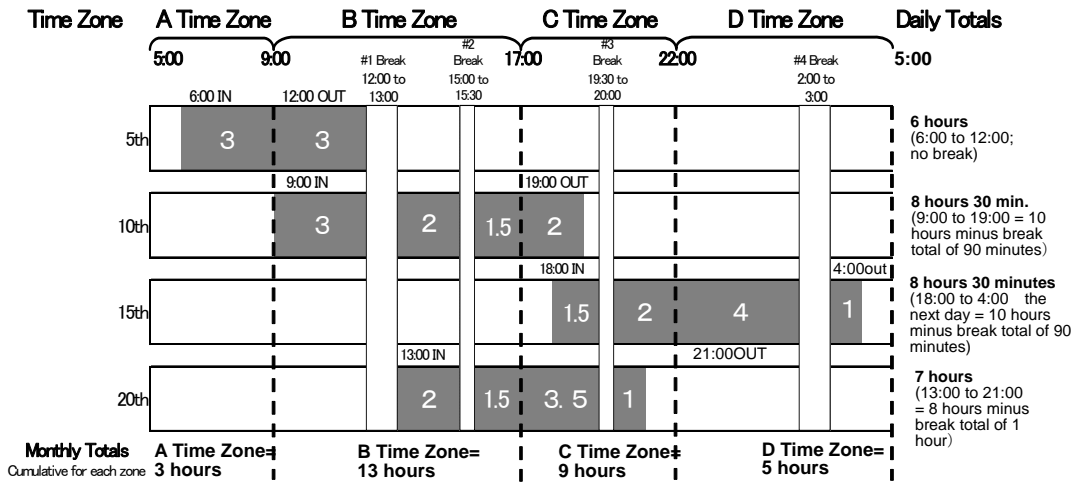 Time Zone A Time Zone B Time Zone C Time Zone D Time Zone Daily Totals
5:00 9:00 17:00 22:00 5:00
#1 Break
12:00 to
13:00
#2
Break
15:00 to
15:30
#3
Break
19:30 to
20:00
#4 Break
2:00 to
3:00
6:00 IN 12:00 OUT
5th 3 3
6 hours
(6:00 to 12:00;
no break)
9:00 IN 19:00 OUT
10th 3 2 1.5 2
8 hours 30 min.
(9:00 to 19:00 = 10
hours minus break
total of 90 minutes)
18:00 IN 4:00out
15th 1.5 2 4 1
8 hours 30 minutes
(18:00 to 4:00 the
next day = 10 hours
minus break total of 90
minutes)
13:00 IN 21:00OUT
20th 2 1.5 3. 5 1
7 hours
(13:00 to 21:00
= 8 hours minus
break total of 1
hour)
Monthly Totals
Cumulative for each zone
A Time Zone=
3 hours
B Time Zone=
13 hours
C Time Zone=
9 hours
D Time Zone=
5 hours